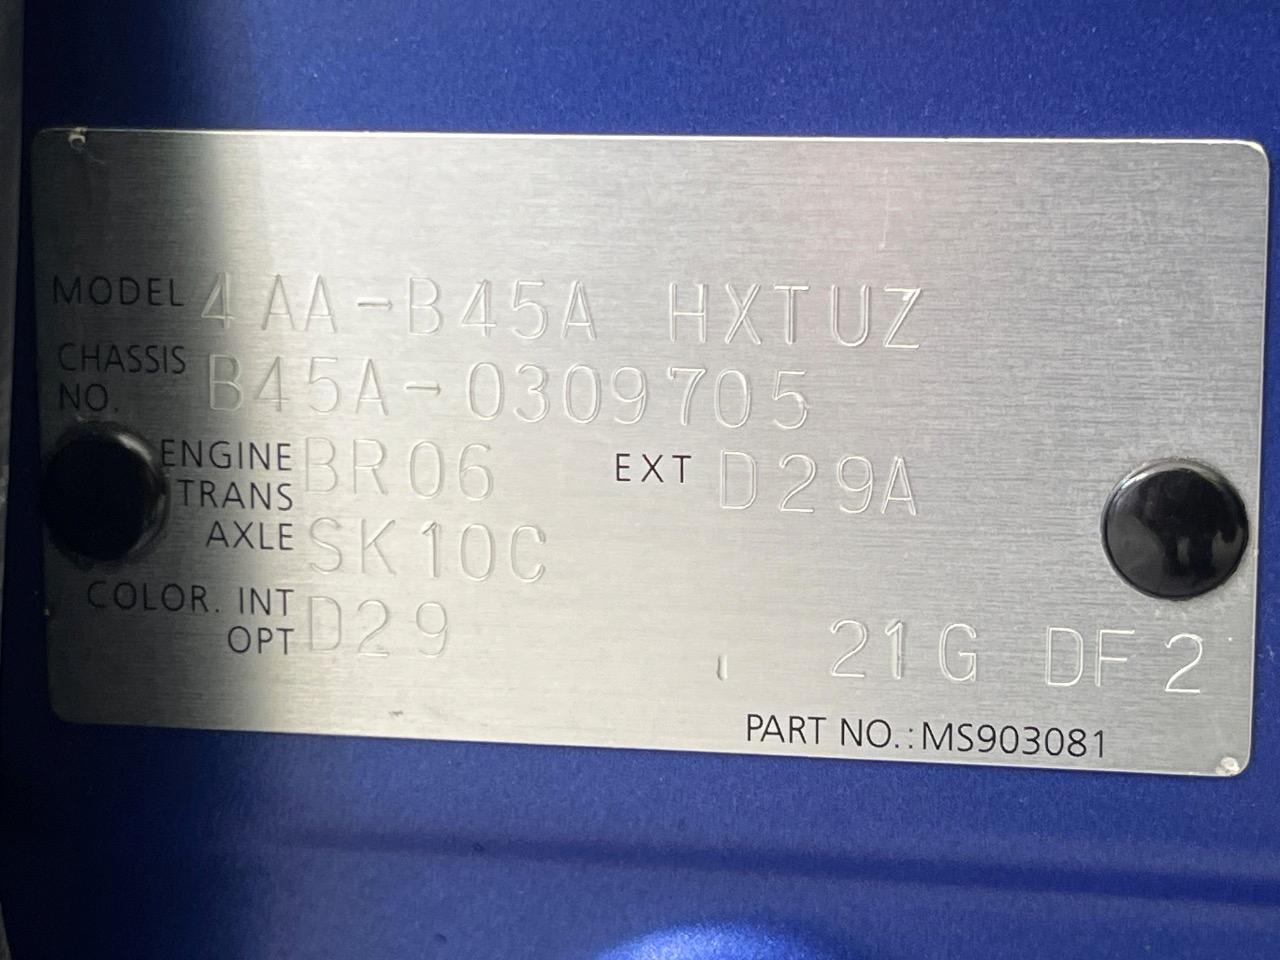 MODEL 4AA-B45A HXTUZ
CHASSIS NO. B45A-0309705
ENGINE BR06 EXT D29A
TRANS AXLE SK10C
COLOR. INT OPT D29
21G DF2
PART NO.:MS903081